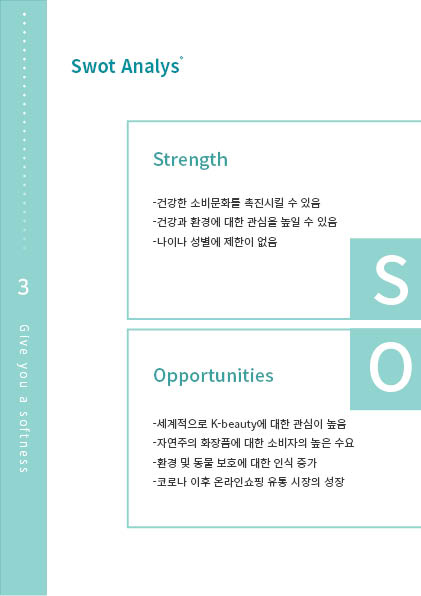 Swot Analys
Strength
-건강한 소비문화를 촉진시킬 수 있음
-건강과 환경에 대한 관심을 높일 수 있음
-나이나 성별에 제한이 없음
S
O
Opportunities
-세계적으로 K-beauty에 대한 관심이 높음
-자연주의 화장품에 대한 소비자의 높은 수요
-환경 및 동물 보호에 대한 인식 증가
-코로나 이후 온라인쇼핑 유통 시장의 성장
3
Give you a softness